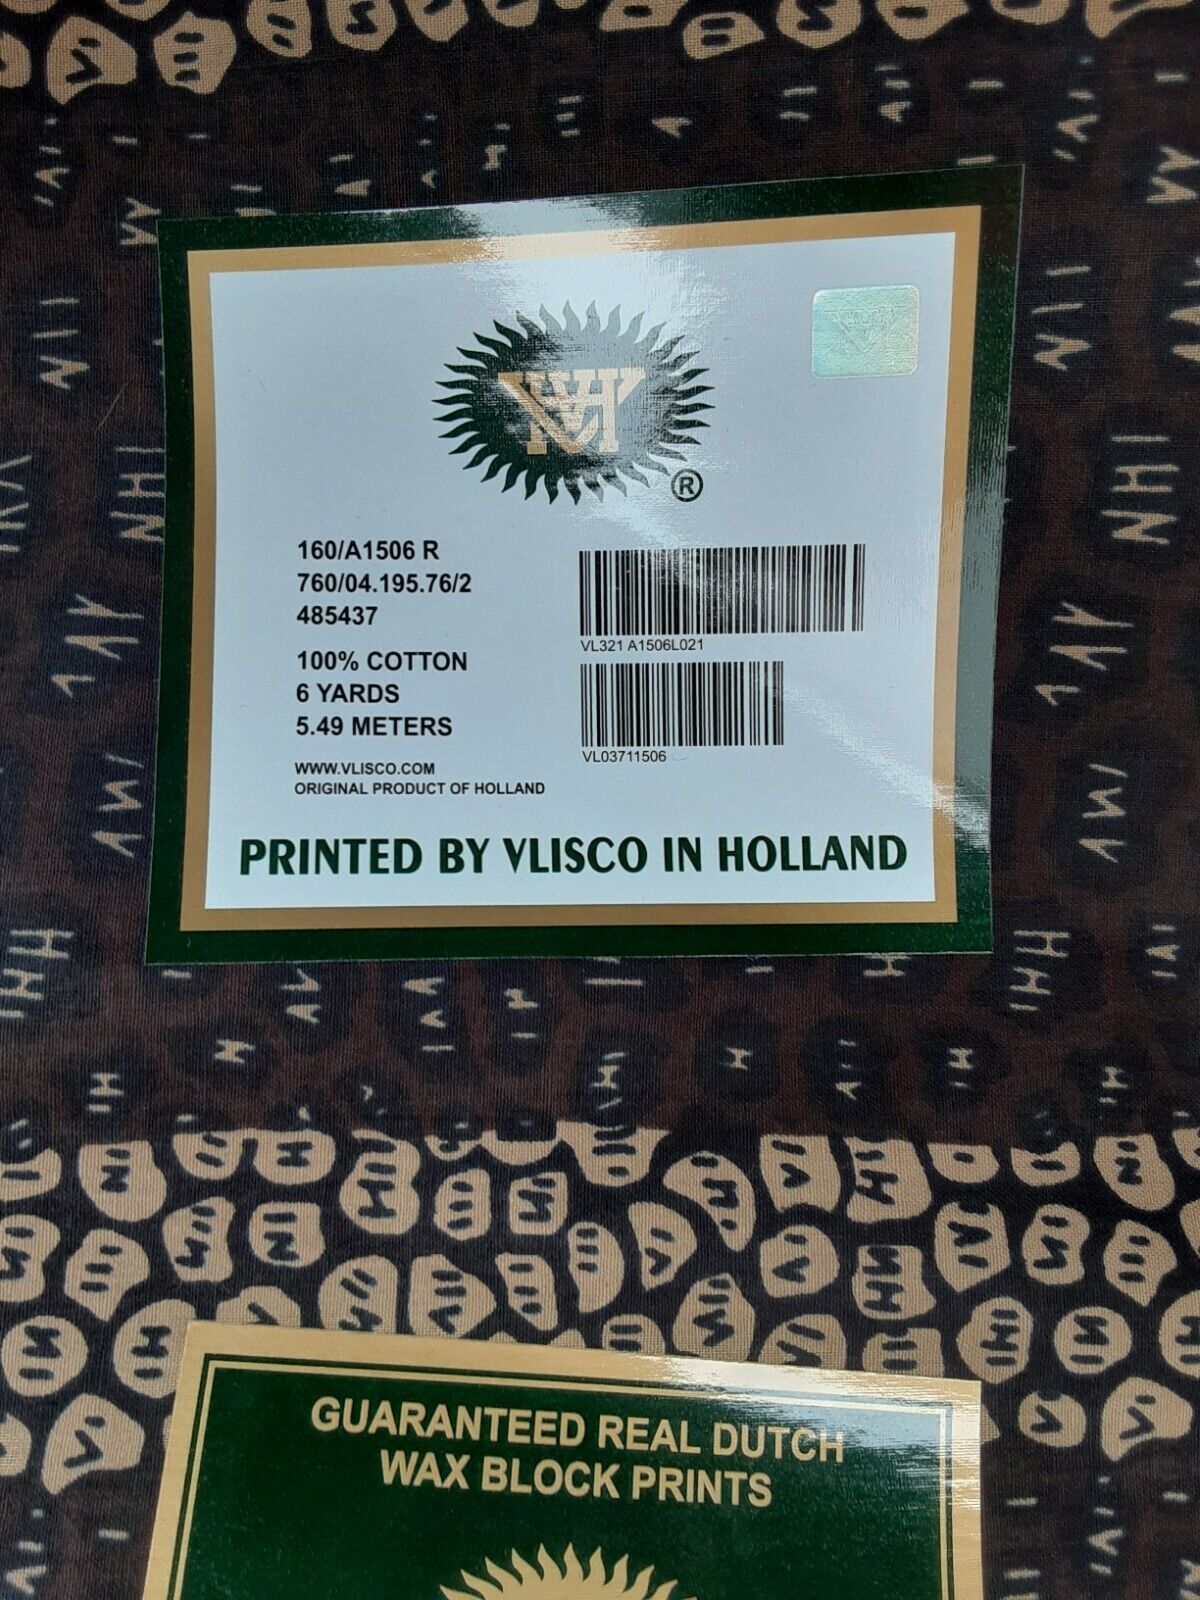 ®
160/A1506 R
760/04.195.76/2
485437
100% COTTON
6 YARDS
5.49 METERS
WWW.VLISCO.COM
ORIGINAL PRODUCT OF HOLLAND
VL321 A1506L021
VL03711506
PRINTED BY VLISCO IN HOLLAND
GUARANTEED REAL DUTCH
WAX BLOCK PRINTS